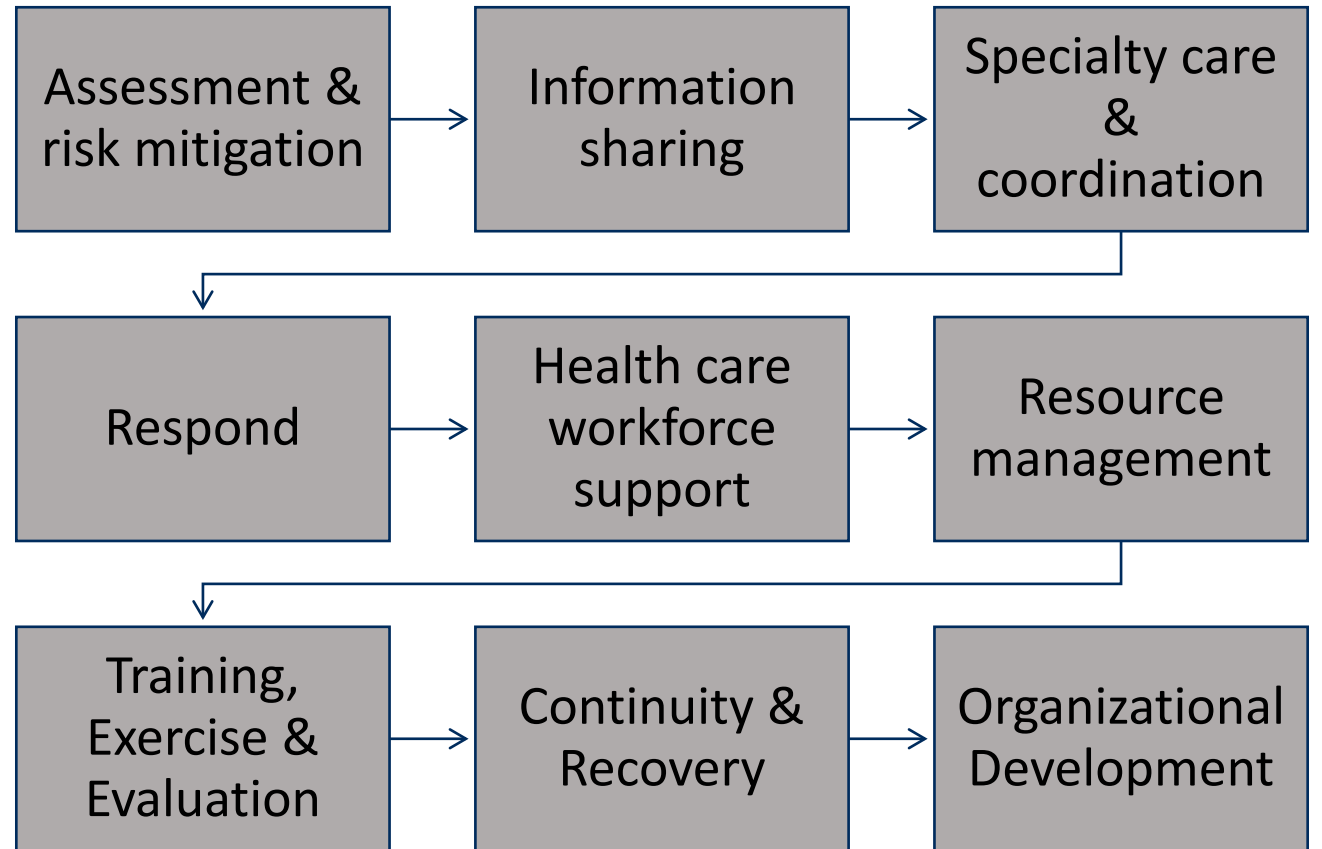 Assessment &
risk mitigation
Information
sharing
Specialty care
&
coordination
Respond
Health care
workforce
support
Resource
management
Training,
Exercise &
Evaluation
Continuity &
Recovery
Organizational
Development